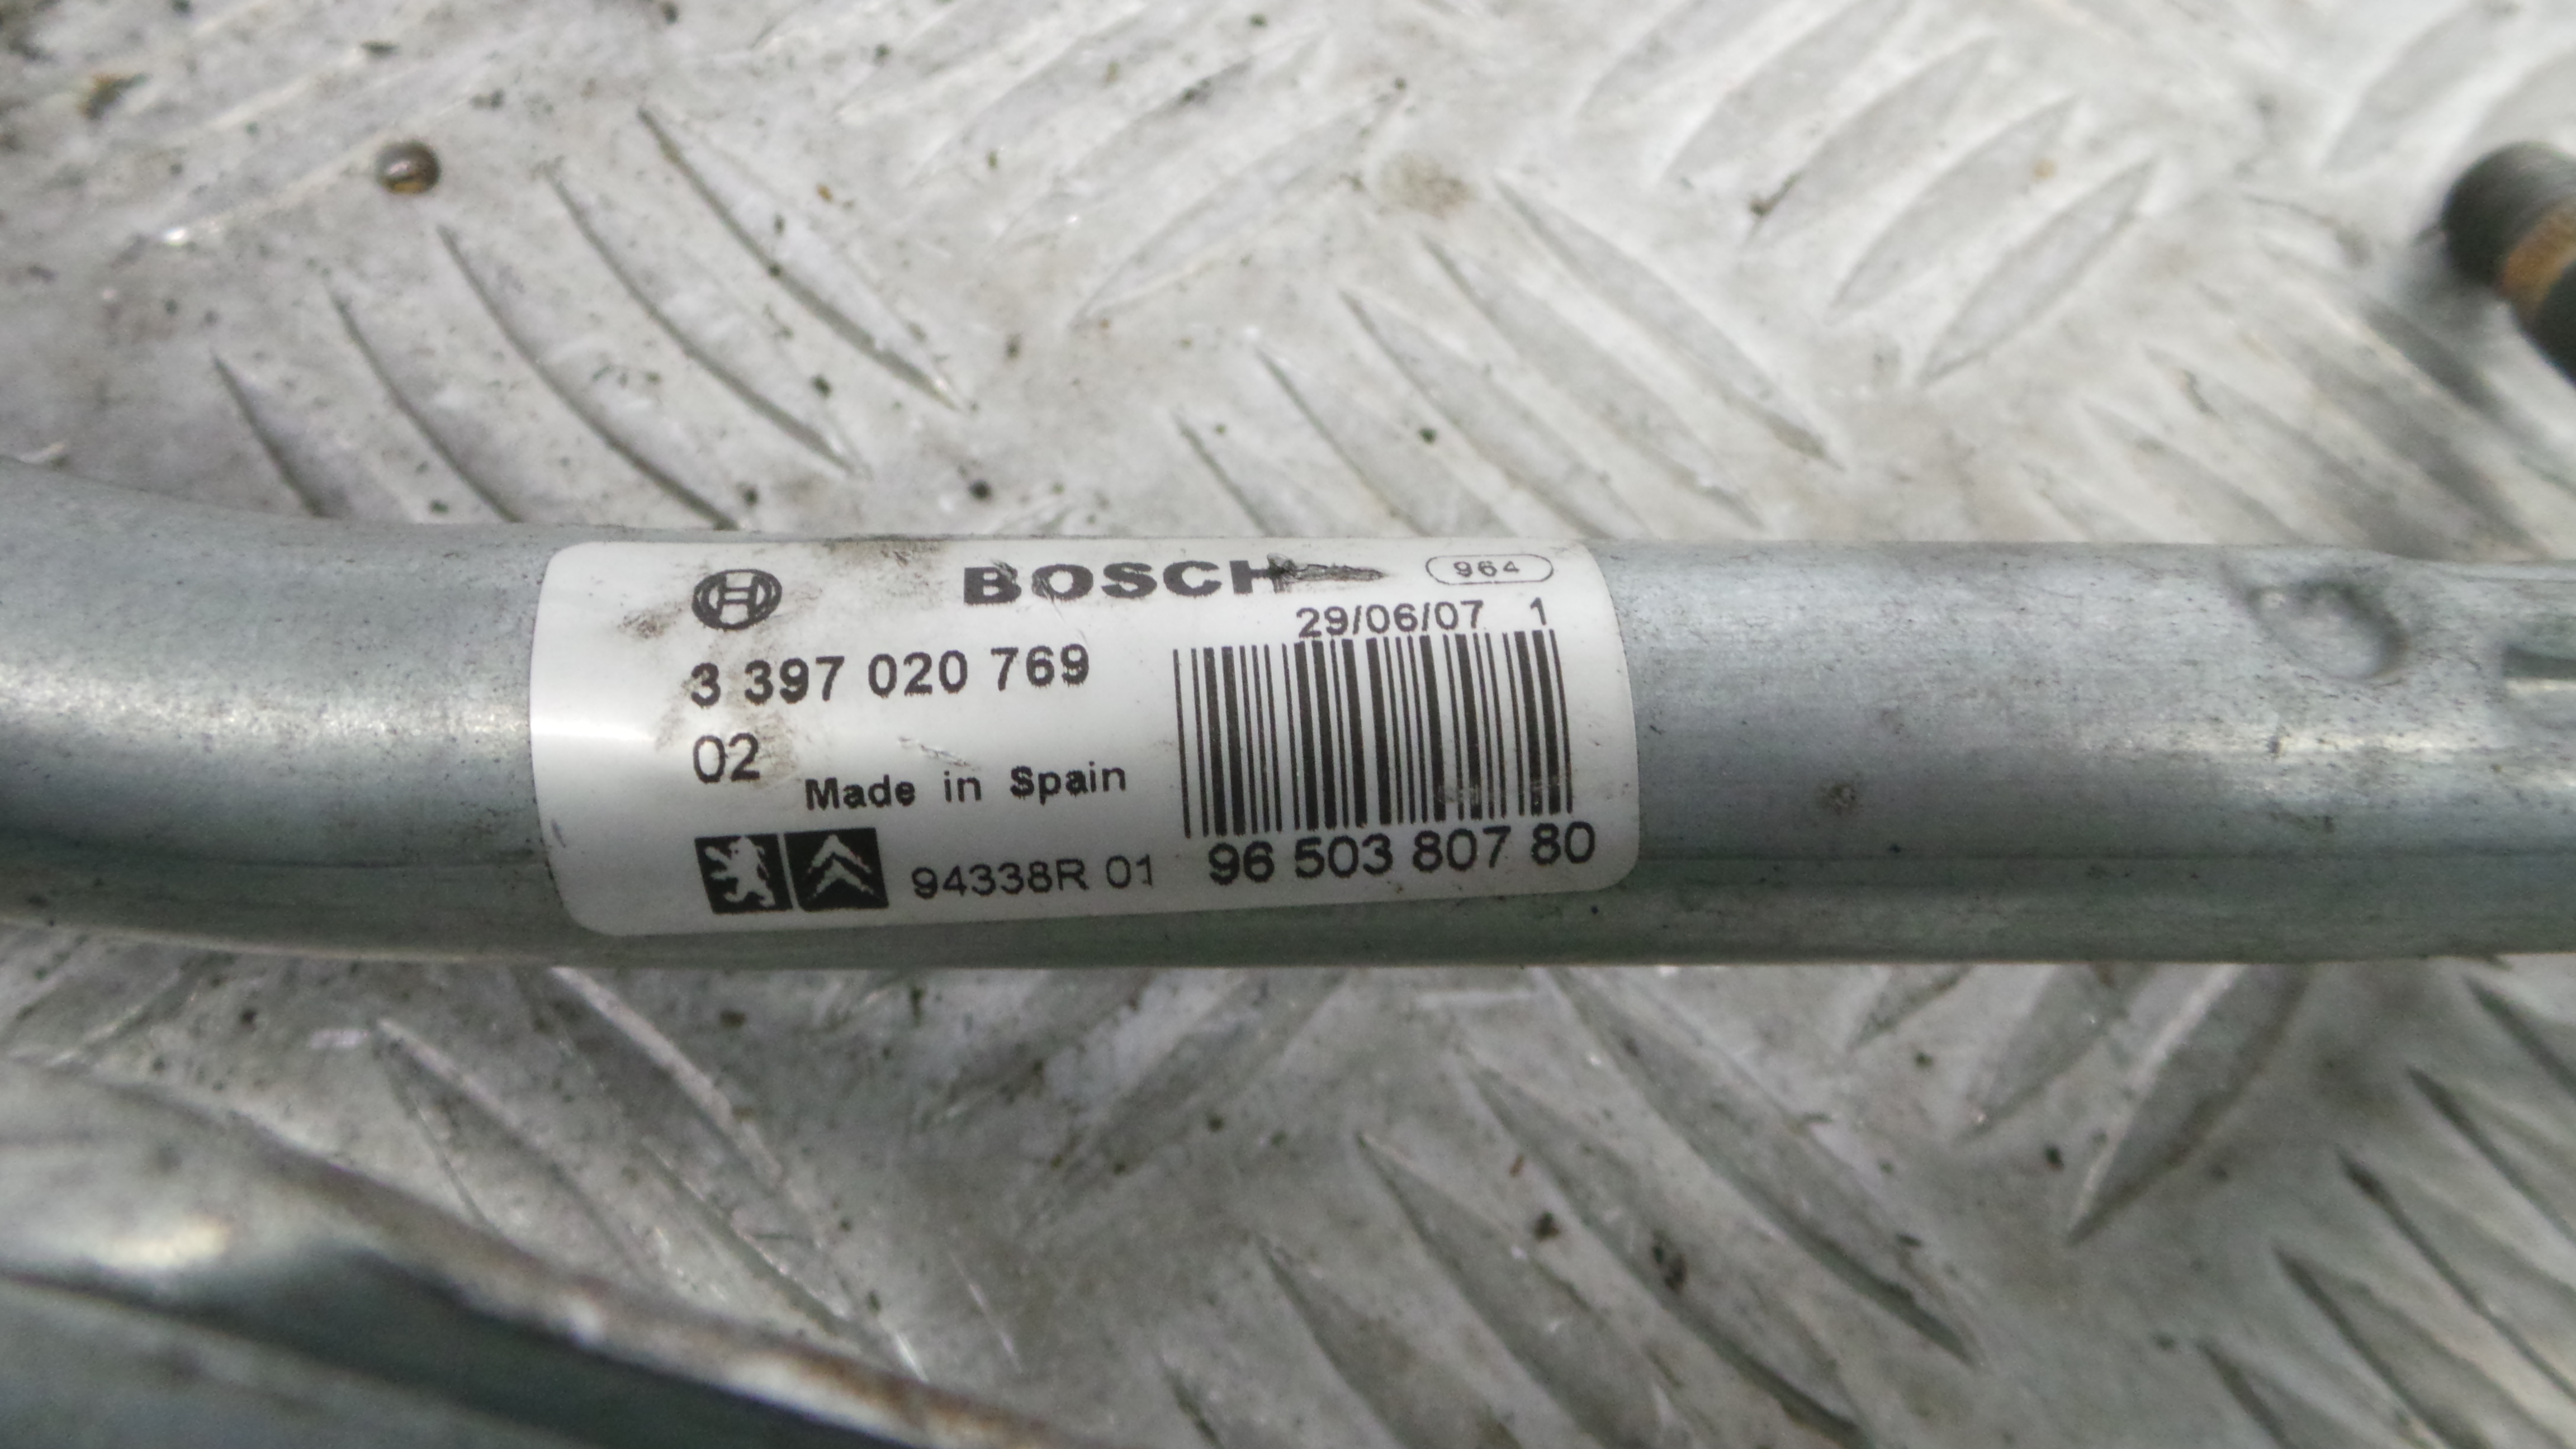 BOSCH 964
29/06/07 1
3 397 020 769
02
Made in Spain
94338R 01
96 503 807 80